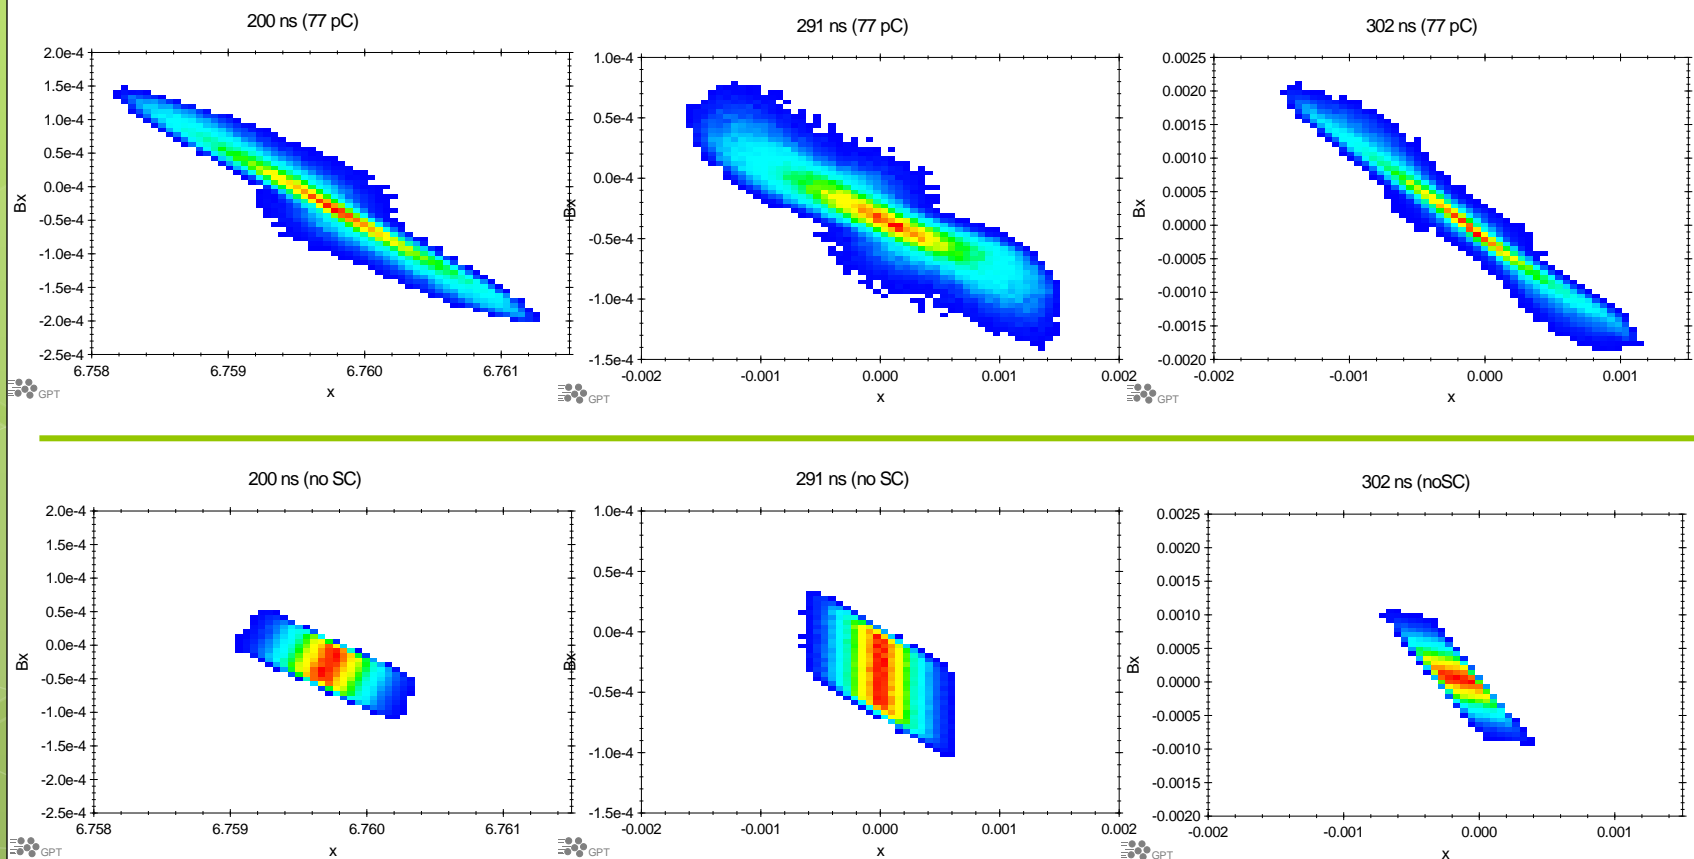 200 ns (77 pC)
2.0e-4
1.5e-4
1.0e-4
0.5e-4
0.0e-4
-0.5e-4
-1.0e-4
-1.5e-4
-2.0e-4
-2.5e-4
Bx
6.758 6.759 6.760 6.761
x
GPT
291 ns (77 pC)
1.0e-4
0.5e-4
0.0e-4
-0.5e-4
-1.0e-4
-1.5e-4
Bx
-0.002 -0.001 0.000 0.001 0.002
x
GPT
302 ns (77 pC)
0.0025
0.0020
0.0015
0.0010
0.0005
0.0000
-0.0005
-0.0010
-0.0015
-0.0020
Bx
-0.002 -0.001 0.000 0.001
x
GPT
200 ns (no SC)
2.0e-4
1.5e-4
1.0e-4
0.5e-4
0.0e-4
-0.5e-4
-1.0e-4
-1.5e-4
-2.0e-4
-2.5e-4
Bx
6.758 6.759 6.760 6.761
x
GPT
291 ns (no SC)
1.0e-4
0.5e-4
0.0e-4
-0.5e-4
-1.0e-4
-1.5e-4
Bx
-0.002 -0.001 0.000 0.001 0.002
x
GPT
302 ns (noSC)
0.0025
0.0020
0.0015
0.0010
0.0005
0.0000
-0.0005
-0.0010
-0.0015
-0.0020
Bx
-0.002 -0.001 0.000 0.001
x
GPT